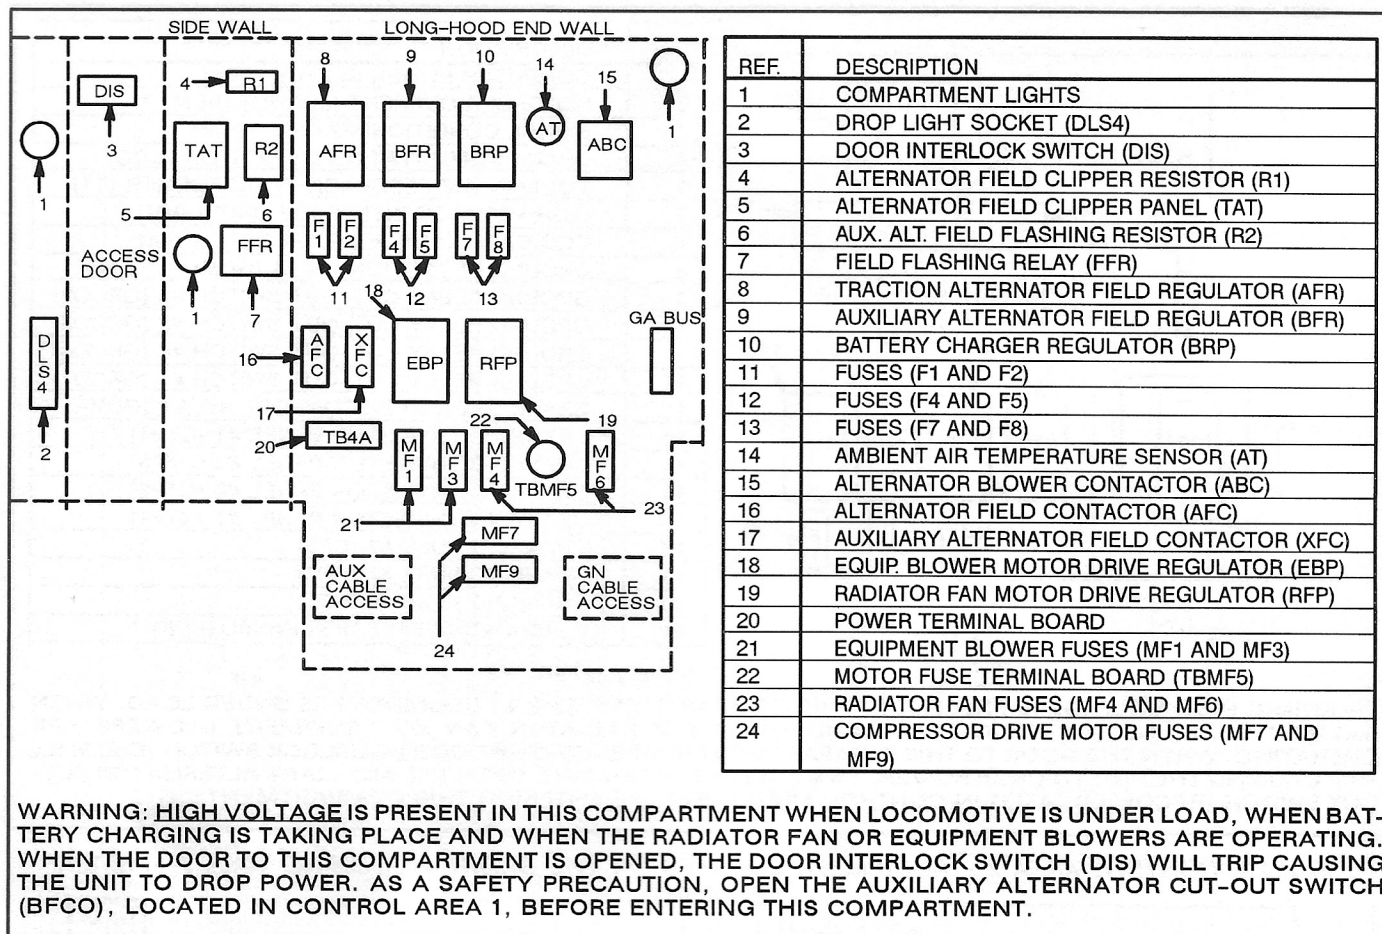 SIDE WALL
LONG-HOOD END WALL
8
9
10
14
15
4
R1
DIS
3
1
TAT
R2
5
6
AFR
BFR
BRP
AT
ABC
1
ACCESS
DOOR
FFR
1
7
F1
F2
F4
F5
F7
F8
11
12
13
18
GA BUS
DLS4
2
16
AFC
XFC
EBP
RFP
17
22
19
20
TB4A
MF1
MF3
MF4
TBMF5
MF6
21
23
MF7
MF9
AUX
CABLE
ACCESS
GN
CABLE
ACCESS
24
REF. DESCRIPTION
1 COMPARTMENT LIGHTS
2 DROP LIGHT SOCKET (DLS4)
3 DOOR INTERLOCK SWITCH (DIS)
4 ALTERNATOR FIELD CLIPPER RESISTOR (R1)
5 ALTERNATOR FIELD CLIPPER PANEL (TAT)
6 AUX. ALT. FIELD FLASHING RESISTOR (R2)
7 FIELD FLASHING RELAY (FFR)
8 TRACTION ALTERNATOR FIELD REGULATOR (AFR)
9 AUXILIARY ALTERNATOR FIELD REGULATOR (BFR)
10 BATTERY CHARGER REGULATOR (BRP)
11 FUSES (F1 AND F2)
12 FUSES (F4 AND F5)
13 FUSES (F7 AND F8)
14 AMBIENT AIR TEMPERATURE SENSOR (AT)
15 ALTERNATOR BLOWER CONTACTOR (ABC)
16 ALTERNATOR FIELD CONTACTOR (AFC)
17 AUXILIARY ALTERNATOR FIELD CONTACTOR (XFC)
18 EQUIP. BLOWER MOTOR DRIVE REGULATOR (EBP)
19 RADIATOR FAN MOTOR DRIVE REGULATOR (RFP)
20 POWER TERMINAL BOARD
21 EQUIPMENT BLOWER FUSES (MF1 AND MF3)
22 MOTOR FUSE TERMINAL BOARD (TBMF5)
23 RADIATOR FAN FUSES (MF4 AND MF6)
24 COMPRESSOR DRIVE MOTOR FUSES (MF7 AND
MF9)
WARNING: HIGH VOLTAGE IS PRESENT IN THIS COMPARTMENT WHEN LOCOMOTIVE IS UNDER LOAD, WHEN BAT-
TERY CHARGING IS TAKING PLACE AND WHEN THE RADIATOR FAN OR EQUIPMENT BLOWERS ARE OPERATING.
WHEN THE DOOR TO THIS COMPARTMENT IS OPENED, THE DOOR INTERLOCK SWITCH (DIS) WILL TRIP CAUSING
THE UNIT TO DROP POWER. AS A SAFETY PRECAUTION, OPEN THE AUXILIARY ALTERNATOR CUT-OUT SWITCH
(BFCO), LOCATED IN CONTROL AREA 1, BEFORE ENTERING THIS COMPARTMENT.